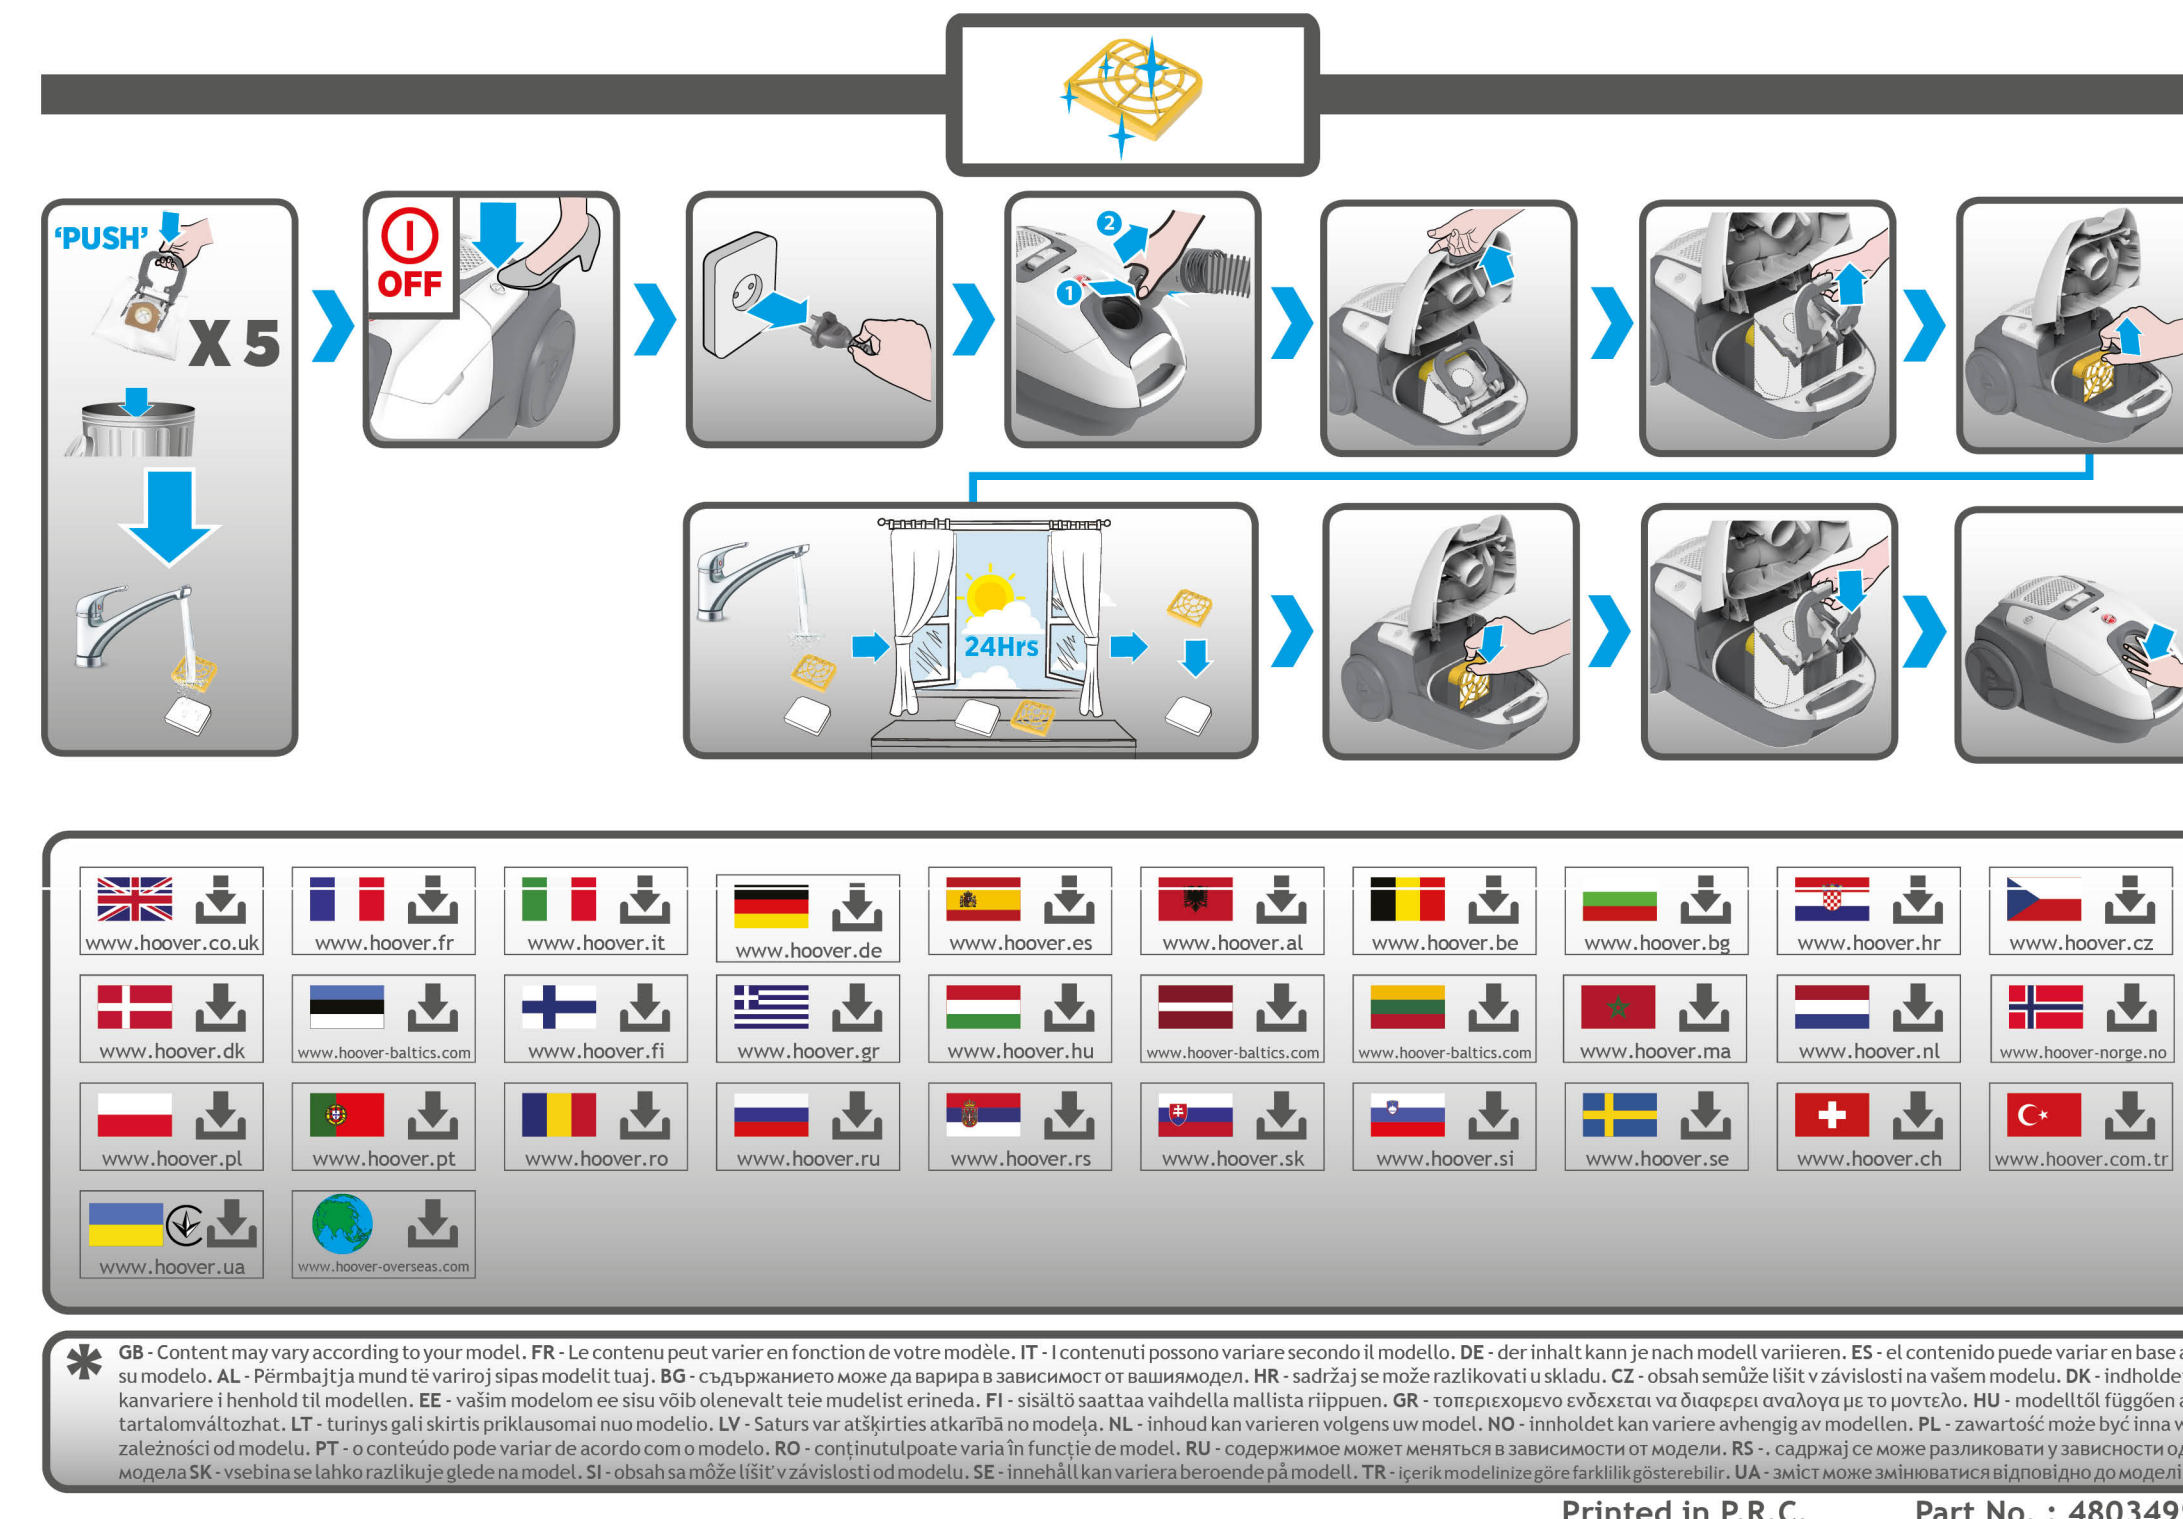 'PUSH'
X 5
OFF
2
1
24Hrs
www.hoover.co.uk
www.hoover.fr
www.hoover.it
www.hoover.de
www.hoover.es
www.hoover.al
www.hoover.be
www.hoover.bg
www.hoover.hr
www.hoover.cz
www.hoover.dk
www.hoover-baltics.com
www.hoover.fi
www.hoover.gr
www.hoover.hu
www.hoover-baltics.com
www.hoover-baltics.com
www.hoover.ma
www.hoover.nl
www.hoover-norge.no
www.hoover.pl
www.hoover.pt
www.hoover.ro
www.hoover.ru
www.hoover.rs
www.hoover.sk
www.hoover.si
www.hoover.se
www.hoover.ch
www.hoover.com.tr
www.hoover.ua
www.hoover-overseas.com
* GB - Content may vary according to your model. FR - Le contenu peut varier en fonction de votre modèle. IT - I contenuti possono variare secondo il modello. DE - der inhalt kann je nach modell variieren. ES - el contenido puede variar en base a
su modelo. AL - Përmbajtja mund të variroj sipas modelit tuaj. BG - съдържанието може да варира в зависимост от вашиямодел. HR - sadržaj se može razlikovati u skladu. CZ - obsah semůže lišit v závislosti na vašem modelu. DK - indholde
kanvariere i henhold til modellen. EE - vašim modelom ee sisu võib olenevalt teie mudelist erineda. FI - sisältö saattaa vaihdella mallista riippuen. GR - τοπεριεχομενο ενδεχεται να διαφερει αναλογα με το μοντελο. HU - modelltől függően a
tartalomváltozhat. LT - turinys gali skirtis priklausomai nuo modelio. LV - Saturs var atšķirties atkarībā no modeļa. NL - inhoud kan varieren volgens uw model. NO - innholdet kan variere avhengig av modellen. PL - zawartość może być inna w
zależności od modelu. PT - o conteúdo pode variar de acordo com o modelo. RO - conținutulpoate varia în funcție de model. RU - содержимое может меняться в зависимости от модели. RS -. садржај се може разликовати у зависности од
модела SK - vsebina se lahko razlikuje glede na model. SI - obsah sa môže líšiť v závislosti od modelu. SE - innehåll kan variera beroende på modell. TR - içerik modelinize göre farklilik gösterebilir. UA - зміст може змінюватися відповідно до моделі
Printed in P.R.C. Part No. : 480349